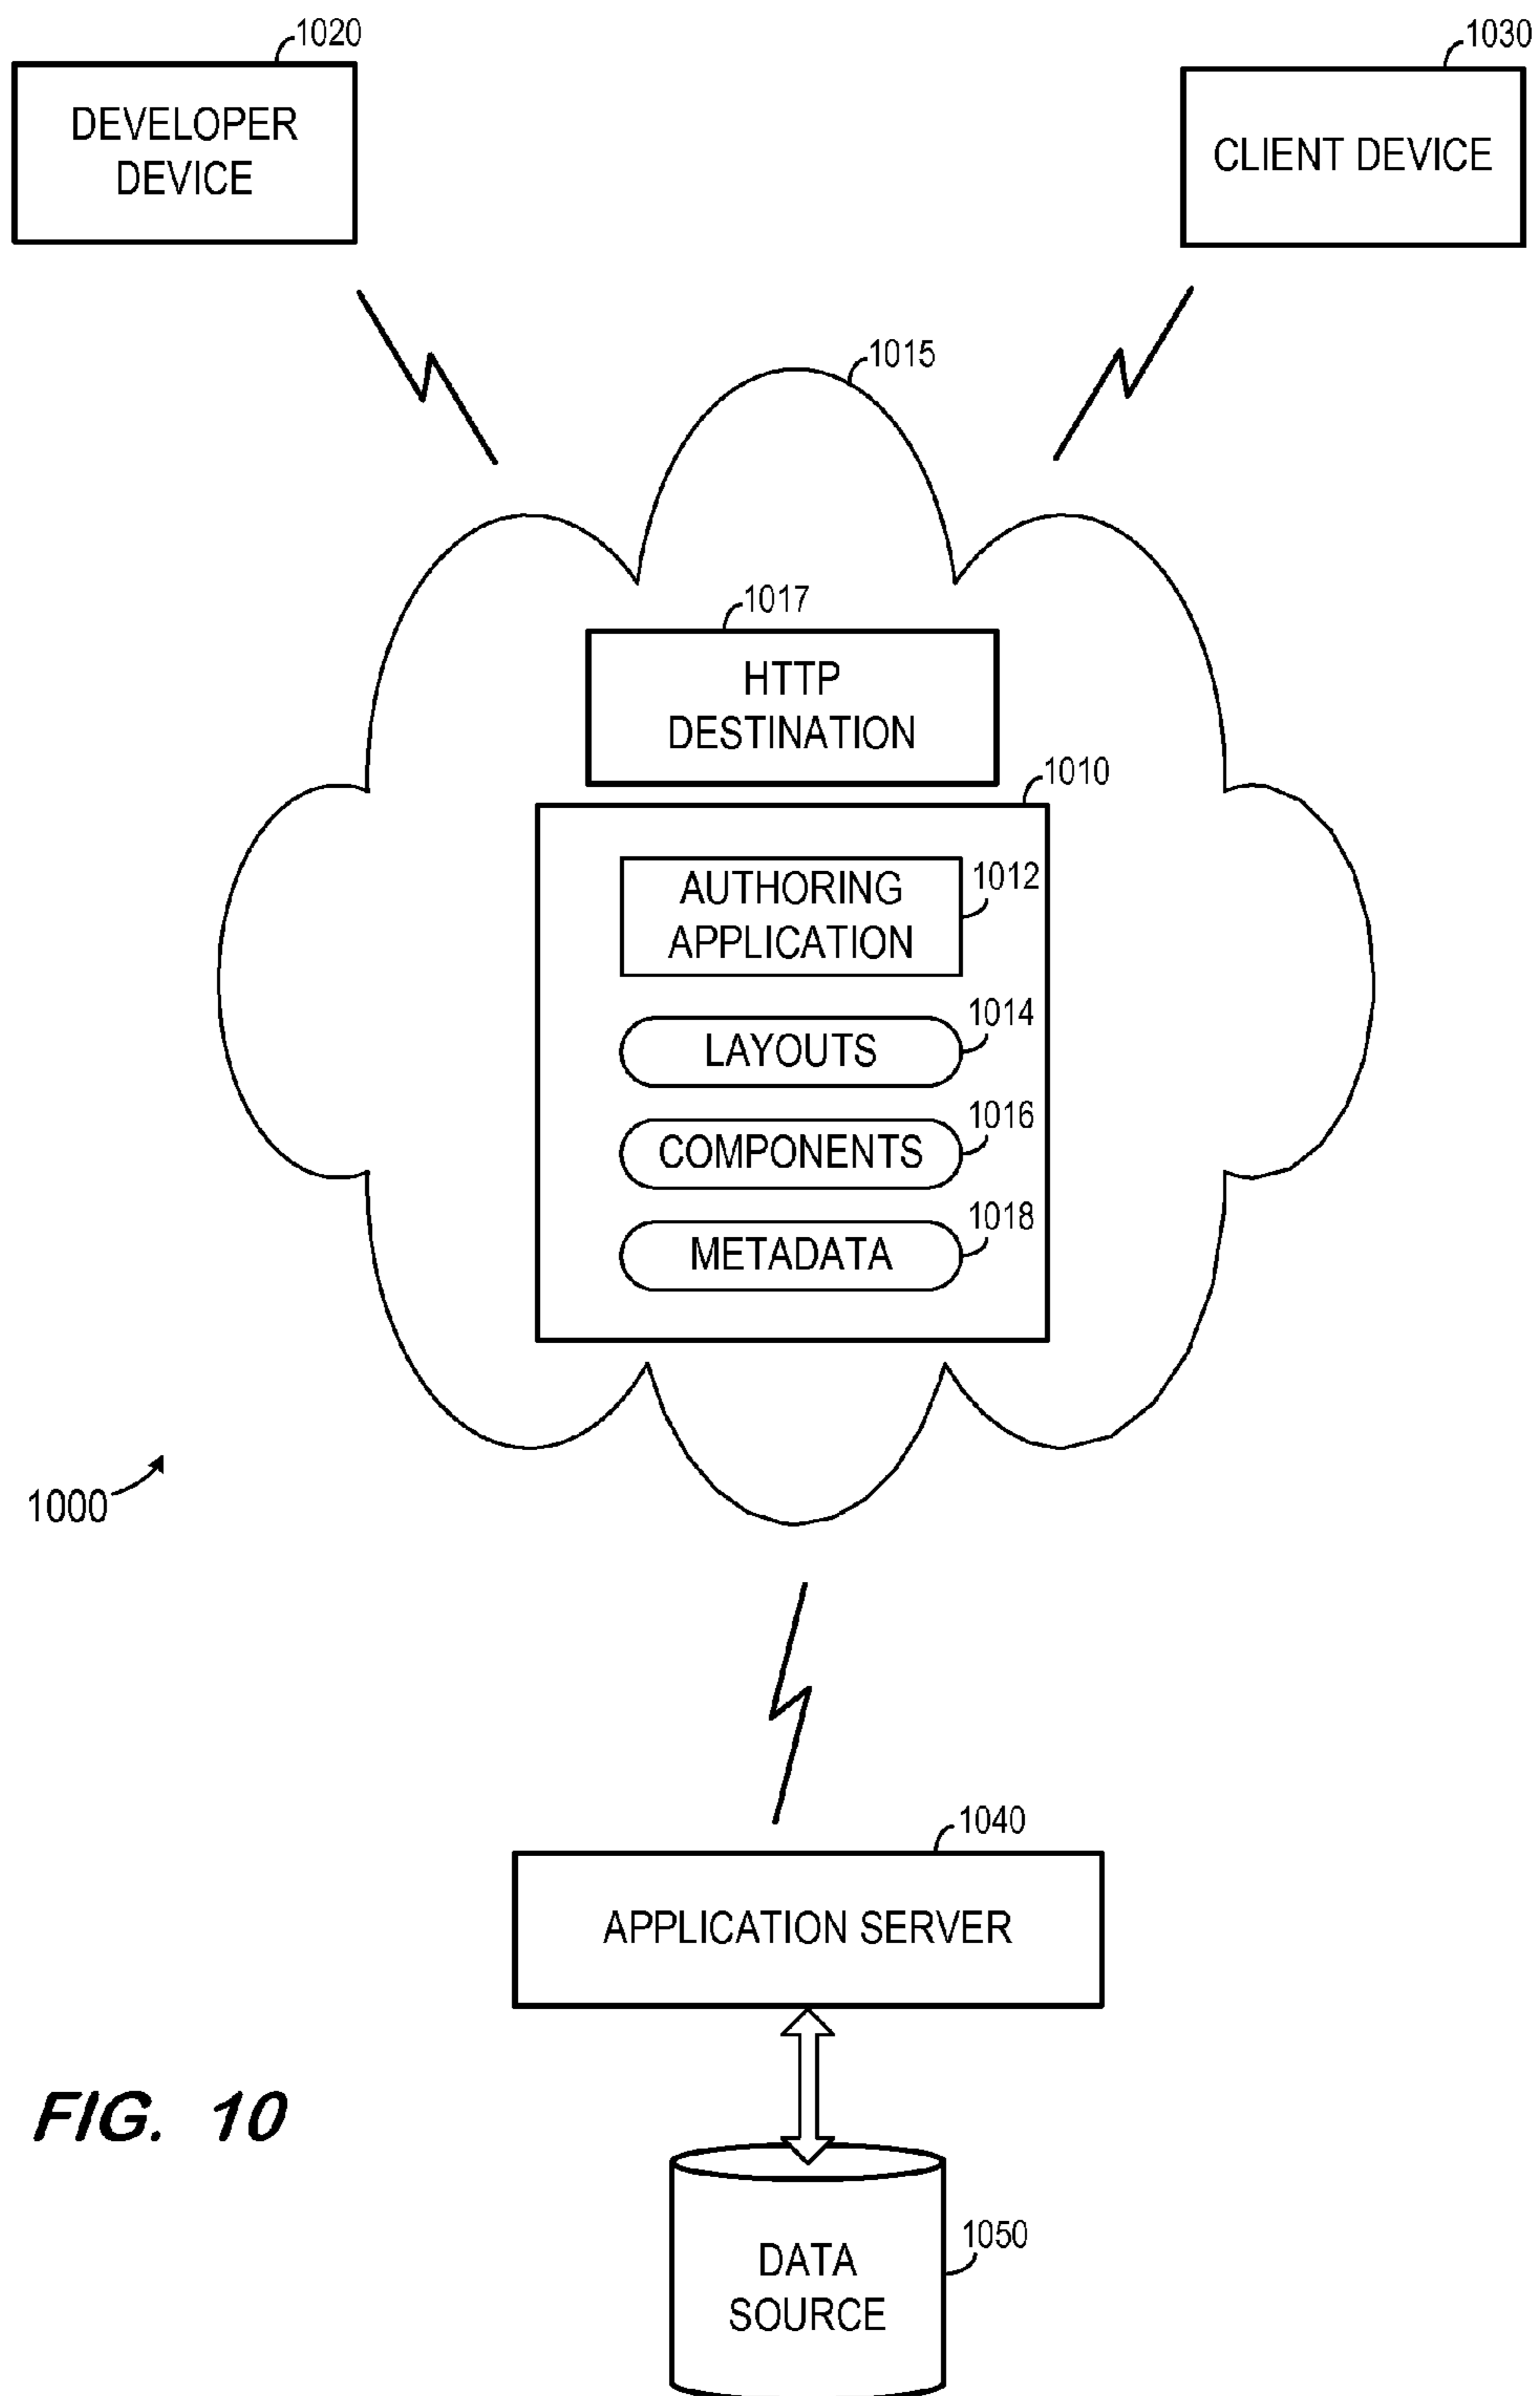 1020
DEVELOPER
DEVICE
1030
CLIENT DEVICE
1015
1017
HTTP
DESTINATION
1010
AUTHORING
APPLICATION
1012
LAYOUTS
1014
COMPONENTS
1016
METADATA
1018
1000
1040
APPLICATION SERVER
FIG. 10
DATA
SOURCE
1050